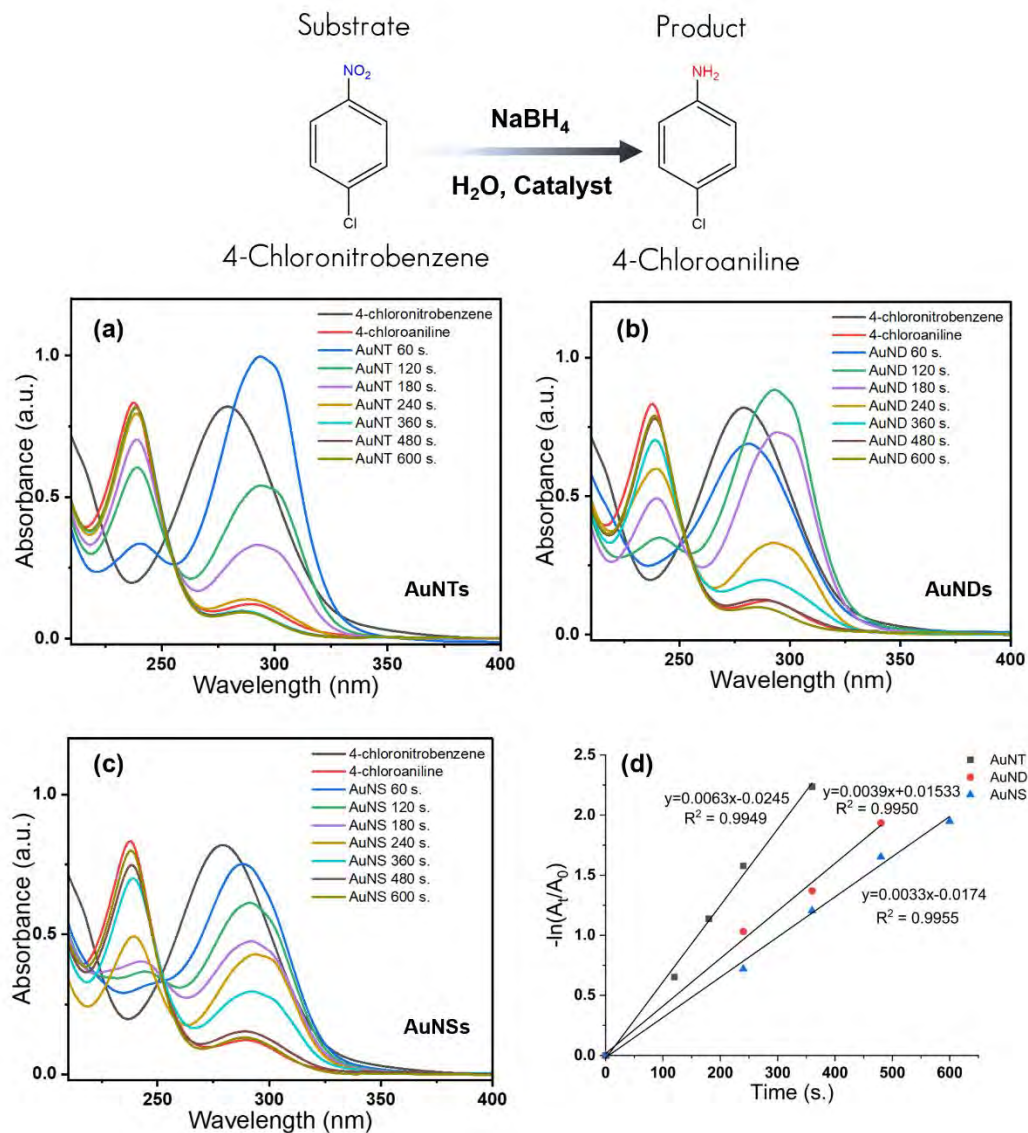 Substrate
Product
NO2
NH2
NaBH4
H2O, Catalyst
Cl
Cl
4-Chloronitrobenzene
4-Chloroaniline
(a)
4-chloronitrobenzene
4-chloroaniline
AuNT 60 s.
AuNT 120 s.
AuNT 180 s.
AuNT 240 s.
AuNT 360 s.
AuNT 480 s.
AuNT 600 s.
AuNTs
Absorbance (a.u.)
1.0
0.5
0.0
250
300
350
400
Wavelength (nm)
(b)
4-chloronitrobenzene
4-chloroaniline
AuND 60 s.
AuND 120 s.
AuND 180 s.
AuND 240 s.
AuND 360 s.
AuND 480 s.
AuND 600 s.
AuNDs
Absorbance (a.u.)
1.0
0.5
0.0
250
300
350
400
Wavelength (nm)
(c)
4-chloronitrobenzene
4-chloroaniline
AuNS 60 s.
AuNS 120 s.
AuNS 180 s.
AuNS 240 s.
AuNS 360 s.
AuNS 480 s.
AuNS 600 s.
AuNSs
Absorbance (a.u.)
1.0
0.5
0.0
250
300
350
400
Wavelength (nm)
(d)
AuNT
AuND
AuNS
y=0.0063x-0.0245
R² = 0.9949
y=0.0039x+0.01533
R² = 0.9950
y=0.0033x-0.0174
R² = 0.9955
-ln(At/A0)
2.5
2.0
1.5
1.0
0.5
0.0
0
100
200
300
400
500
600
Time (s.)